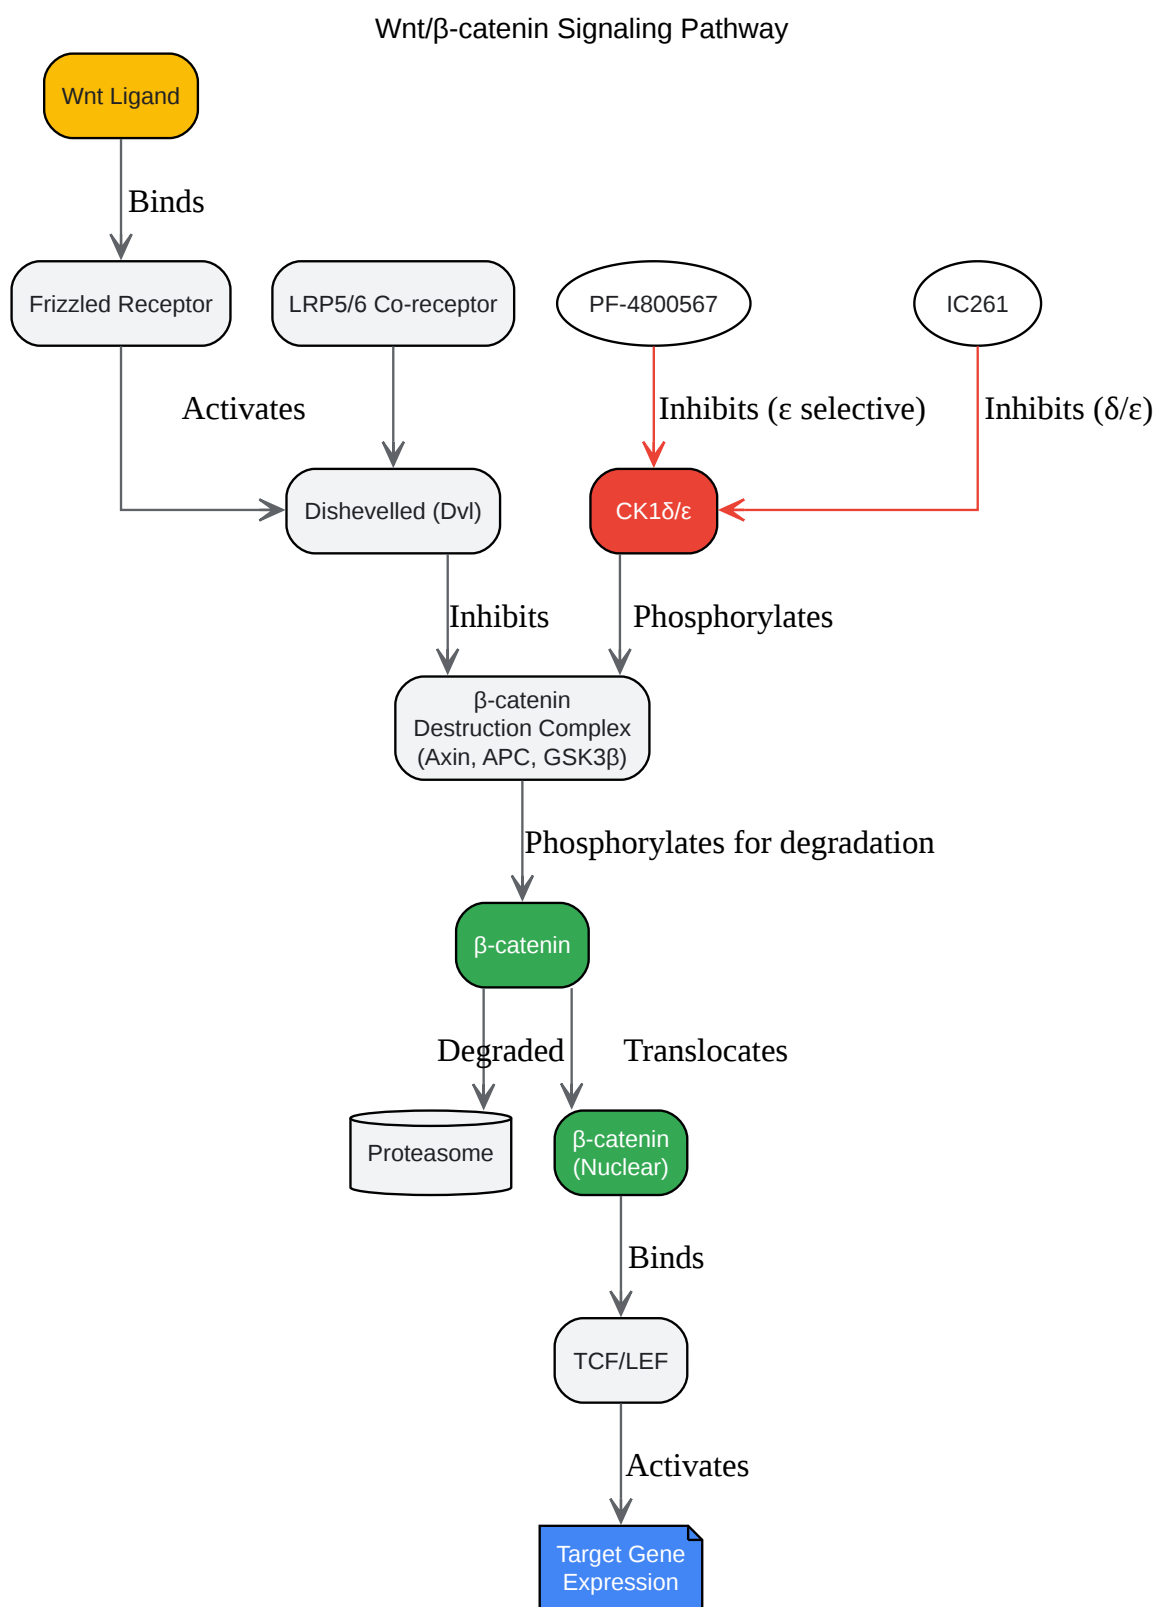 Wnt/β-catenin Signaling Pathway
Wnt Ligand
Binds
Frizzled Receptor
LRP5/6 Co-receptor
PF-4800567
IC261
Activates
Inhibits (ε selective)
Inhibits (δ/ε)
Dishevelled (Dvl)
CK1δ/ε
Inhibits
Phosphorylates
β-catenin
Destruction Complex
(Axin, APC, GSK3β)
Phosphorylates for degradation
β-catenin
Degraded
Translocates
Proteasome
β-catenin
(Nuclear)
Binds
TCF/LEF
Activates
Target Gene
Expression